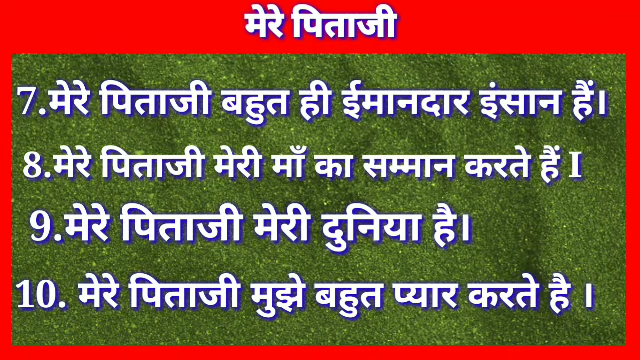 मेरे पिताजी
7.मेरे पिताजी बहुत ही ईमानदार इंसान हैं।
8.मेरे पिताजी मेरी माँ का सम्मान करते हैं I
9.मेरे पिताजी मेरी दुनिया है।
10. मेरे पिताजी मुझे बहुत प्यार करते है ।